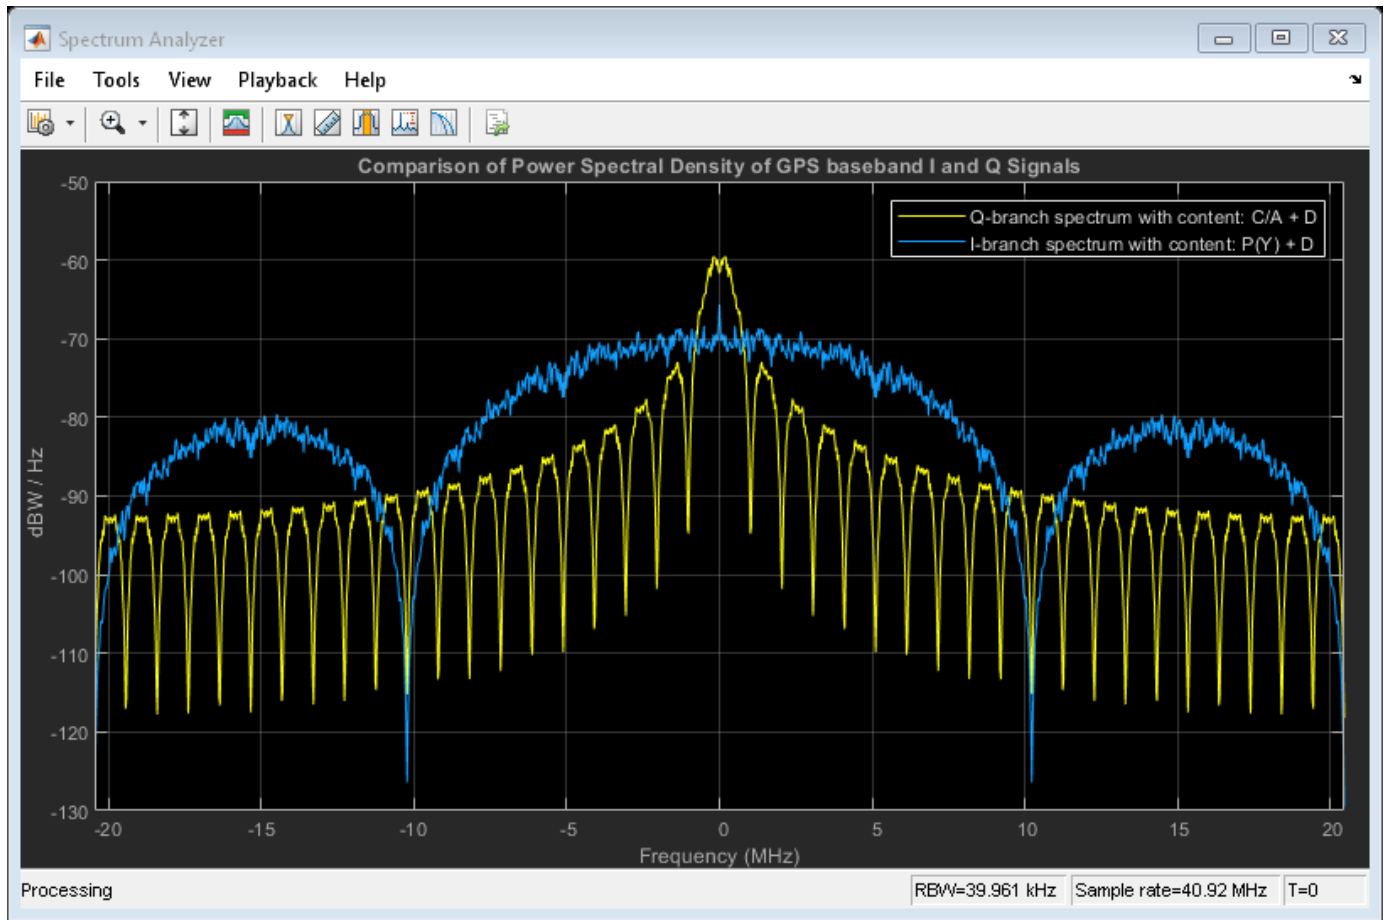 Spectrum Analyzer
File Tools View Playback Help
Comparison of Power Spectral Density of GPS baseband I and Q Signals
Q-branch spectrum with content: C/A + D
I-branch spectrum with content: P(Y) + D
-50
-60
-70
-80
-90
-100
-110
-120
-130
dBW / Hz
-20 -15 -10 -5 0 5 10 15 20
Frequency (MHz)
Processing RBW=39.961 kHz Sample rate=40.92 MHz T=0